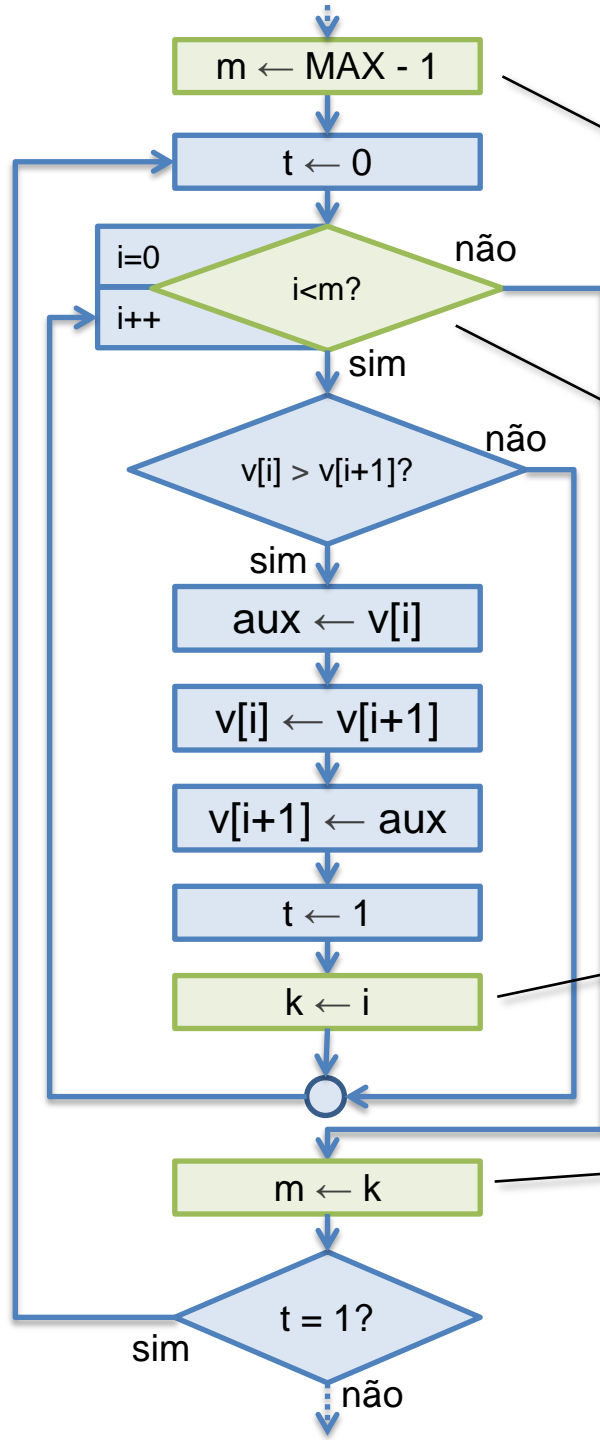 m ← MAX - 1
t ← 0
não
i=0
i<m?
i++
sim
não
v[i] > v[i+1]?
sim
aux ← v[i]
v[i] ← v[i+1]
v[i+1] ← aux
t ← 1
k ← i
m ← k
t = 1?
sim
não